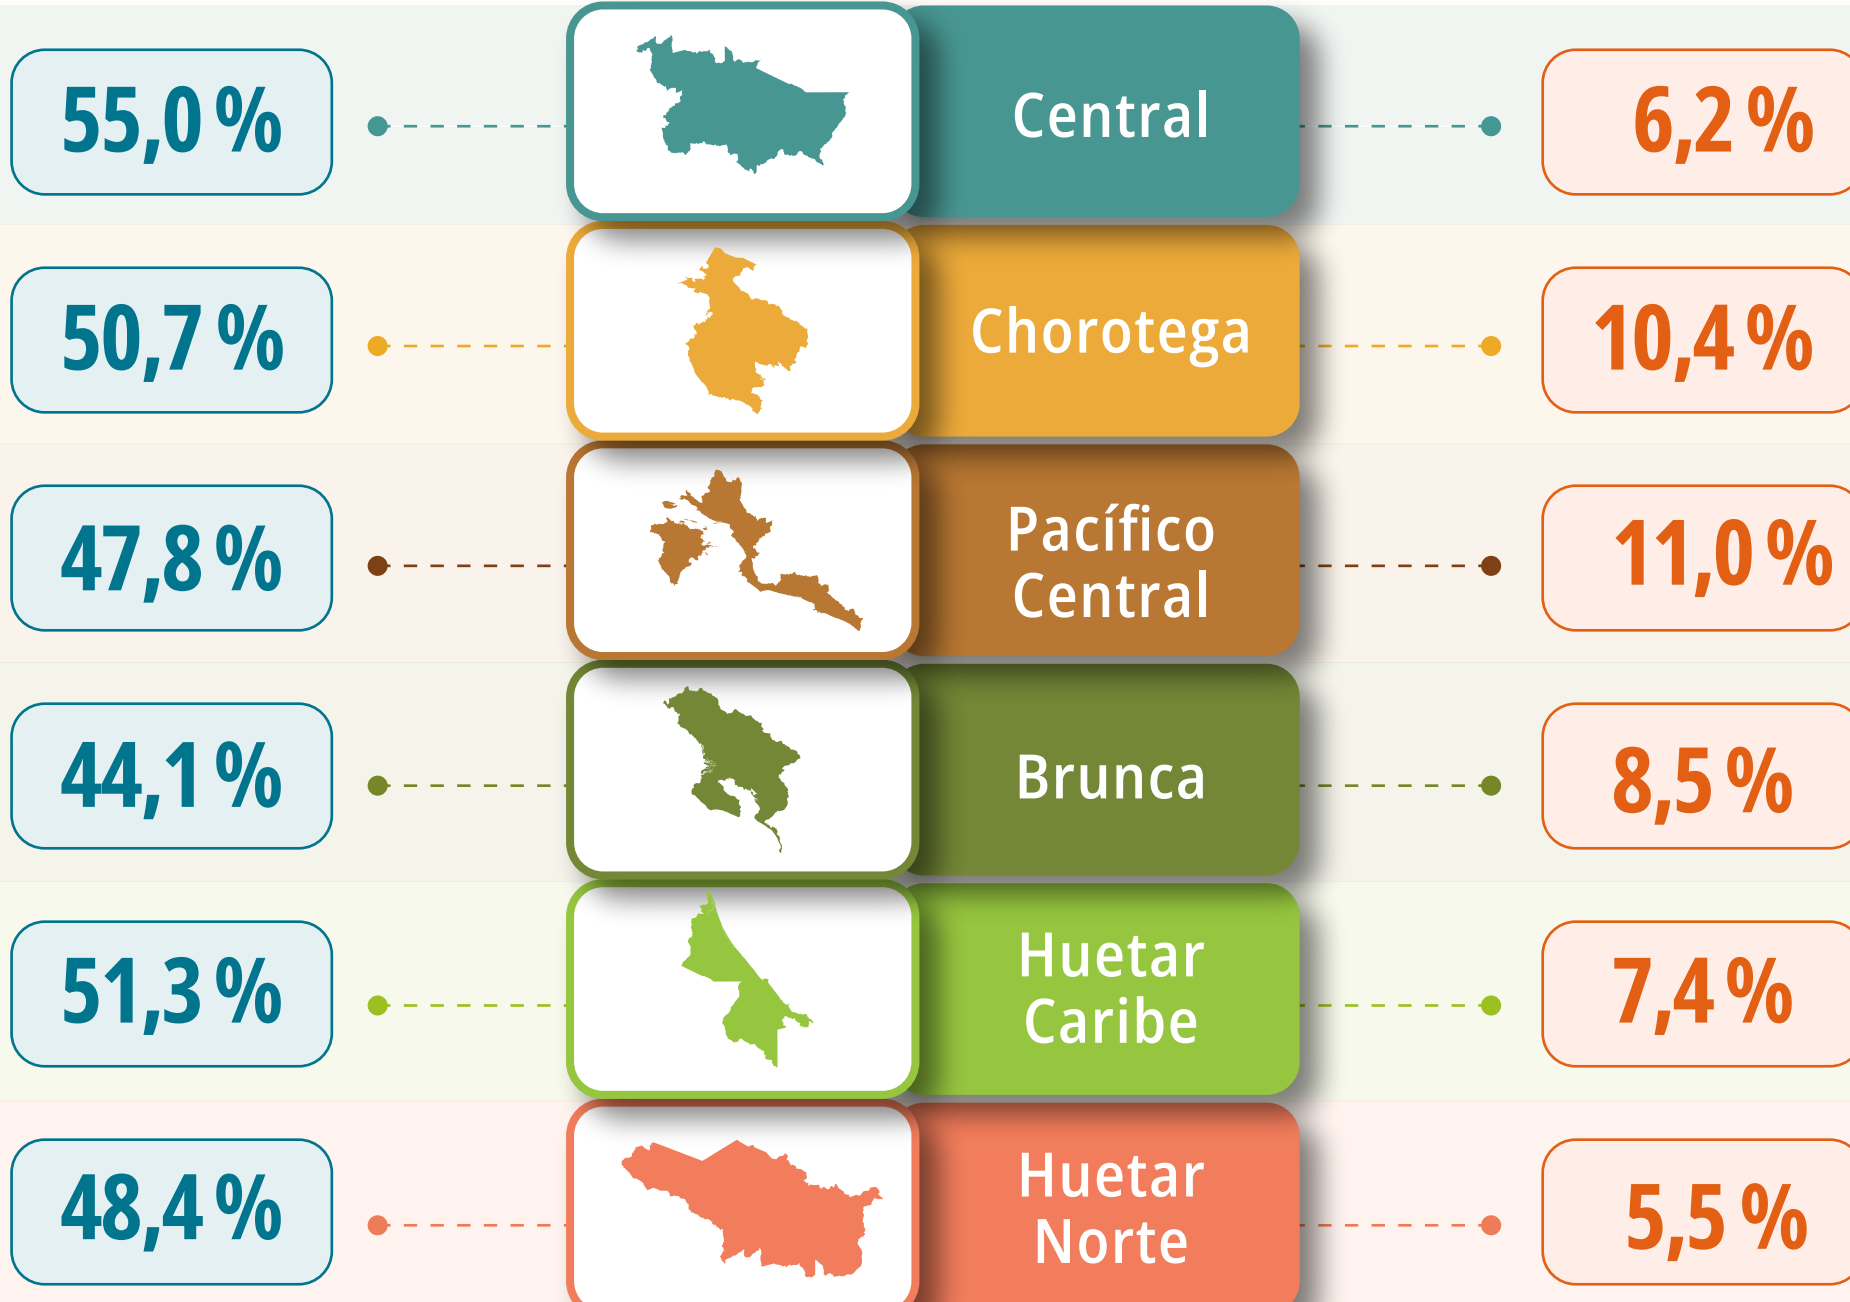 55,0 %
Central
6,2 %
50,7 %
Chorotega
10,4 %
47,8 %
Pacífico
Central
11,0 %
44,1 %
Brunca
8,5 %
51,3 %
Huetar
Caribe
7,4 %
48,4 %
Huetar
Norte
5,5 %